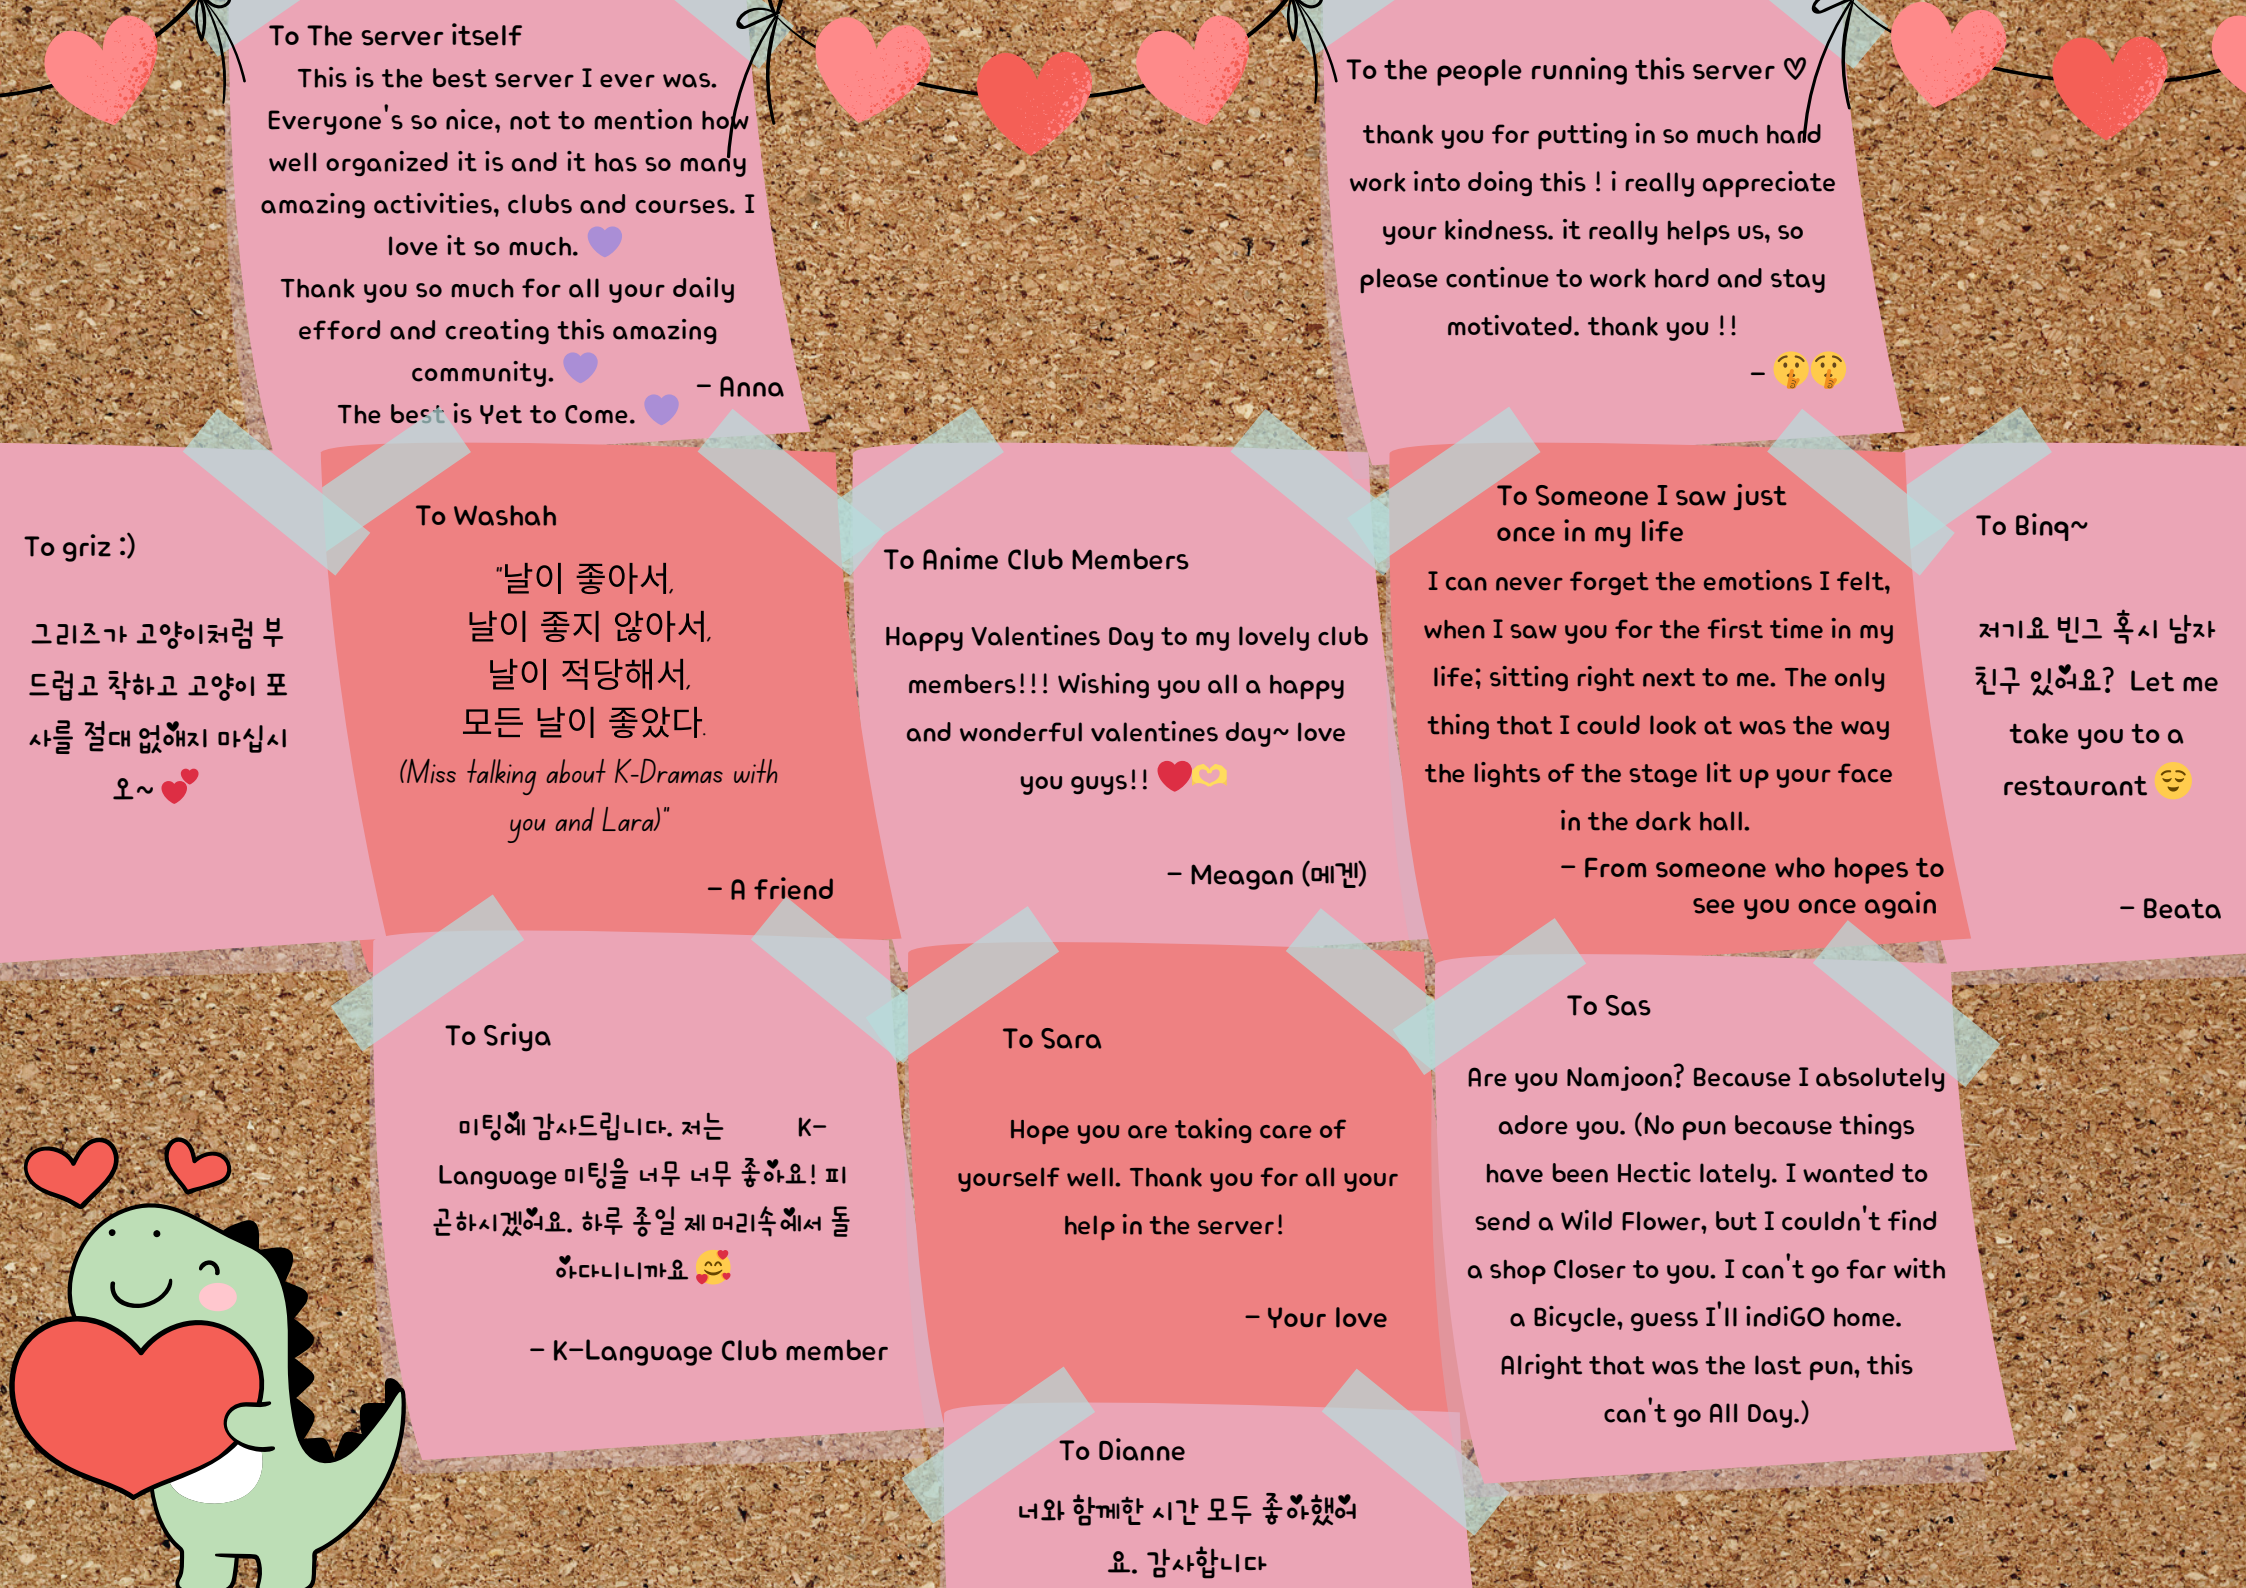 To The server itself
This is the best server I ever was.
Everyone's so nice, not to mention how
well organized it is and it has so many
amazing activities, clubs and courses. I
love it so much. 💜
Thank you so much for all your daily
efford and creating this amazing
community. 💜
The best is Yet to Come. 💜
- Anna
To the people running this server ♡
thank you for putting in so much hard
work into doing this ! i really appreciate
your kindness. it really helps us, so
please continue to work hard and stay
motivated. thank you !!
- 🤫🤫
To griz :)
그리즈가 고양이처럼 부
드럽고 착하고 고양이 포
사를 절대 없애지 마십시
오~ 💕
To Washah
"날이 좋아서,
날이 좋지 않아서,
날이 적당해서,
모든 날이 좋았다.
(Miss talking about K-Dramas with
you and Lara)"
- A friend
To Anime Club Members
Happy Valentines Day to my lovely club
members!!! Wishing you all a happy
and wonderful valentines day~ love
you guys!! ❤️🫶
- Meagan (메겐)
To Someone I saw just
once in my life
I can never forget the emotions I felt,
when I saw you for the first time in my
life; sitting right next to me. The only
thing that I could look at was the way
the lights of the stage lit up your face
in the dark hall.
- From someone who hopes to
see you once again
To Binq~
저기요 빈그 혹시 남자
친구 있어요? Let me
take you to a
restaurant 😌
- Beata
To Sriya
미팅에 감사드립니다. 저는 K-
Language 미팅을 너무 너무 좋아요! 피
곤하시겠어요. 하루 종일 제 머리속에서 돌
아다니니까요 🥰
- K-Language Club member
To Sara
Hope you are taking care of
yourself well. Thank you for all your
help in the server!
- Your love
To Sas
Are you Namjoon? Because I absolutely
adore you. (No pun because things
have been Hectic lately. I wanted to
send a Wild Flower, but I couldn't find
a shop Closer to you. I can't go far with
a Bicycle, guess I'll indiGO home.
Alright that was the last pun, this
can't go All Day.)
To Dianne
너와 함께한 시간 모두 좋아했어
요. 감사합니다